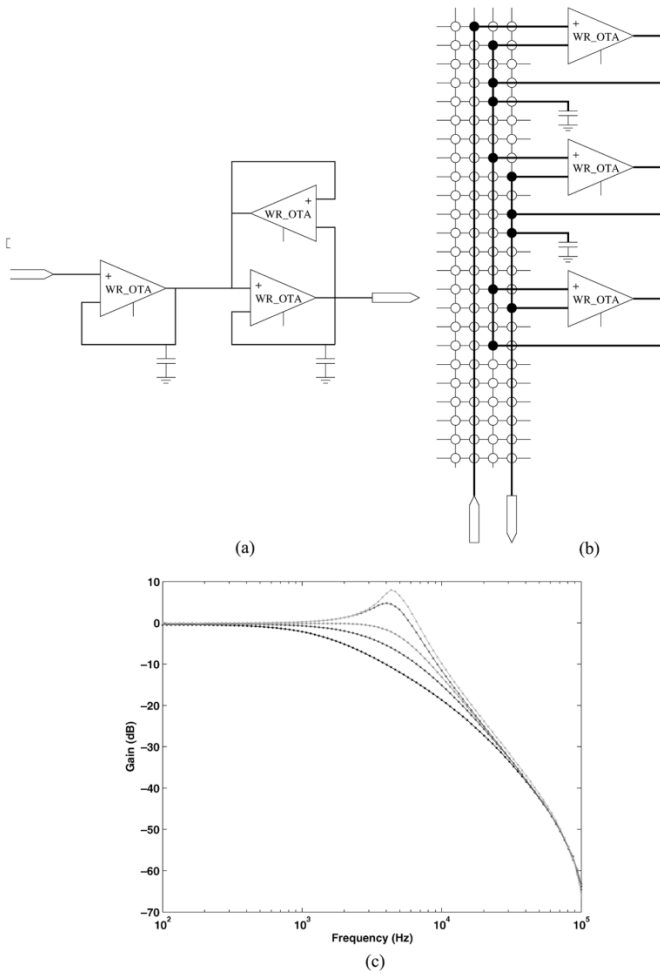 +
WR_OTA
+
WR_OTA
+
WR_OTA
+
WR_OTA
+
WR_OTA
+
WR_OTA
(a)
(b)
10
0
−10
−20
−30
−40
−50
−60
−70
Gain (dB)
10²
10³
10⁴
10⁵
Frequency (Hz)
(c)